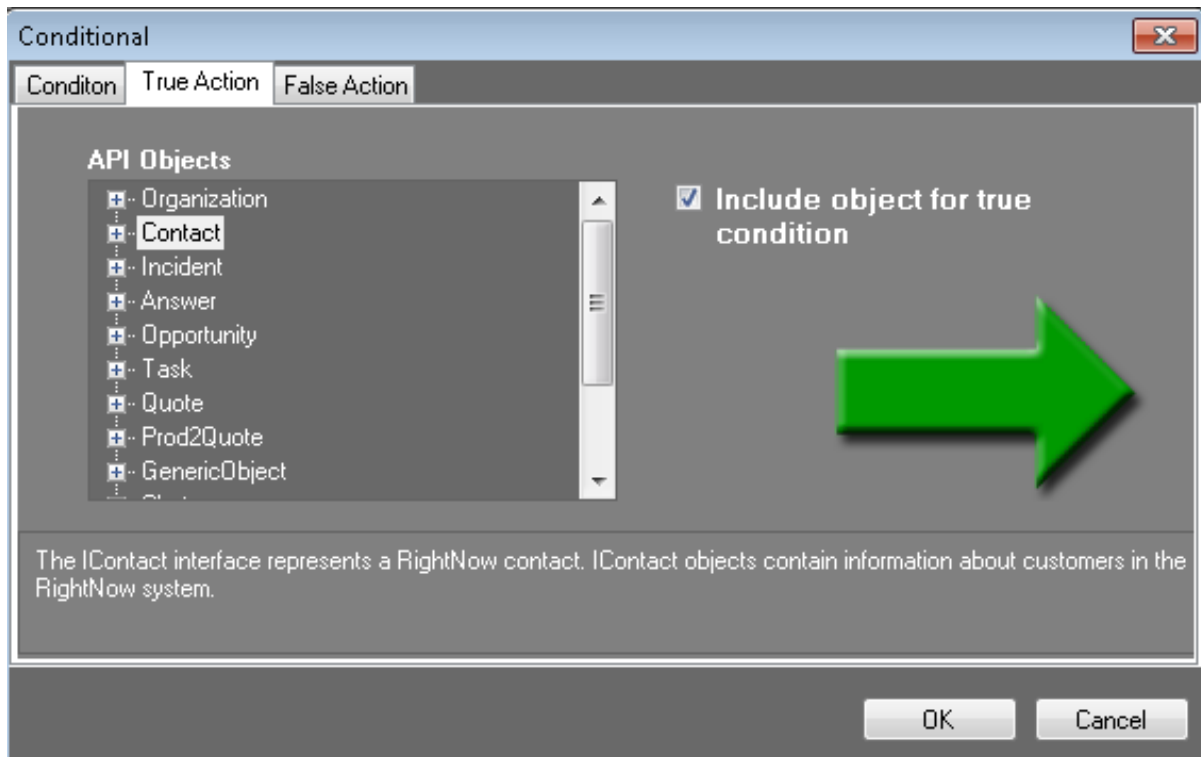 Conditional
Conditon
True Action
False Action
API Objects
Organization
Contact
Incident
Answer
Opportunity
Task
Quote
Prod2Quote
GenericObject
Include object for true
condition
The IContact interface represents a RightNow contact. IContact objects contain information about customers in the
RightNow system.
OK
Cancel